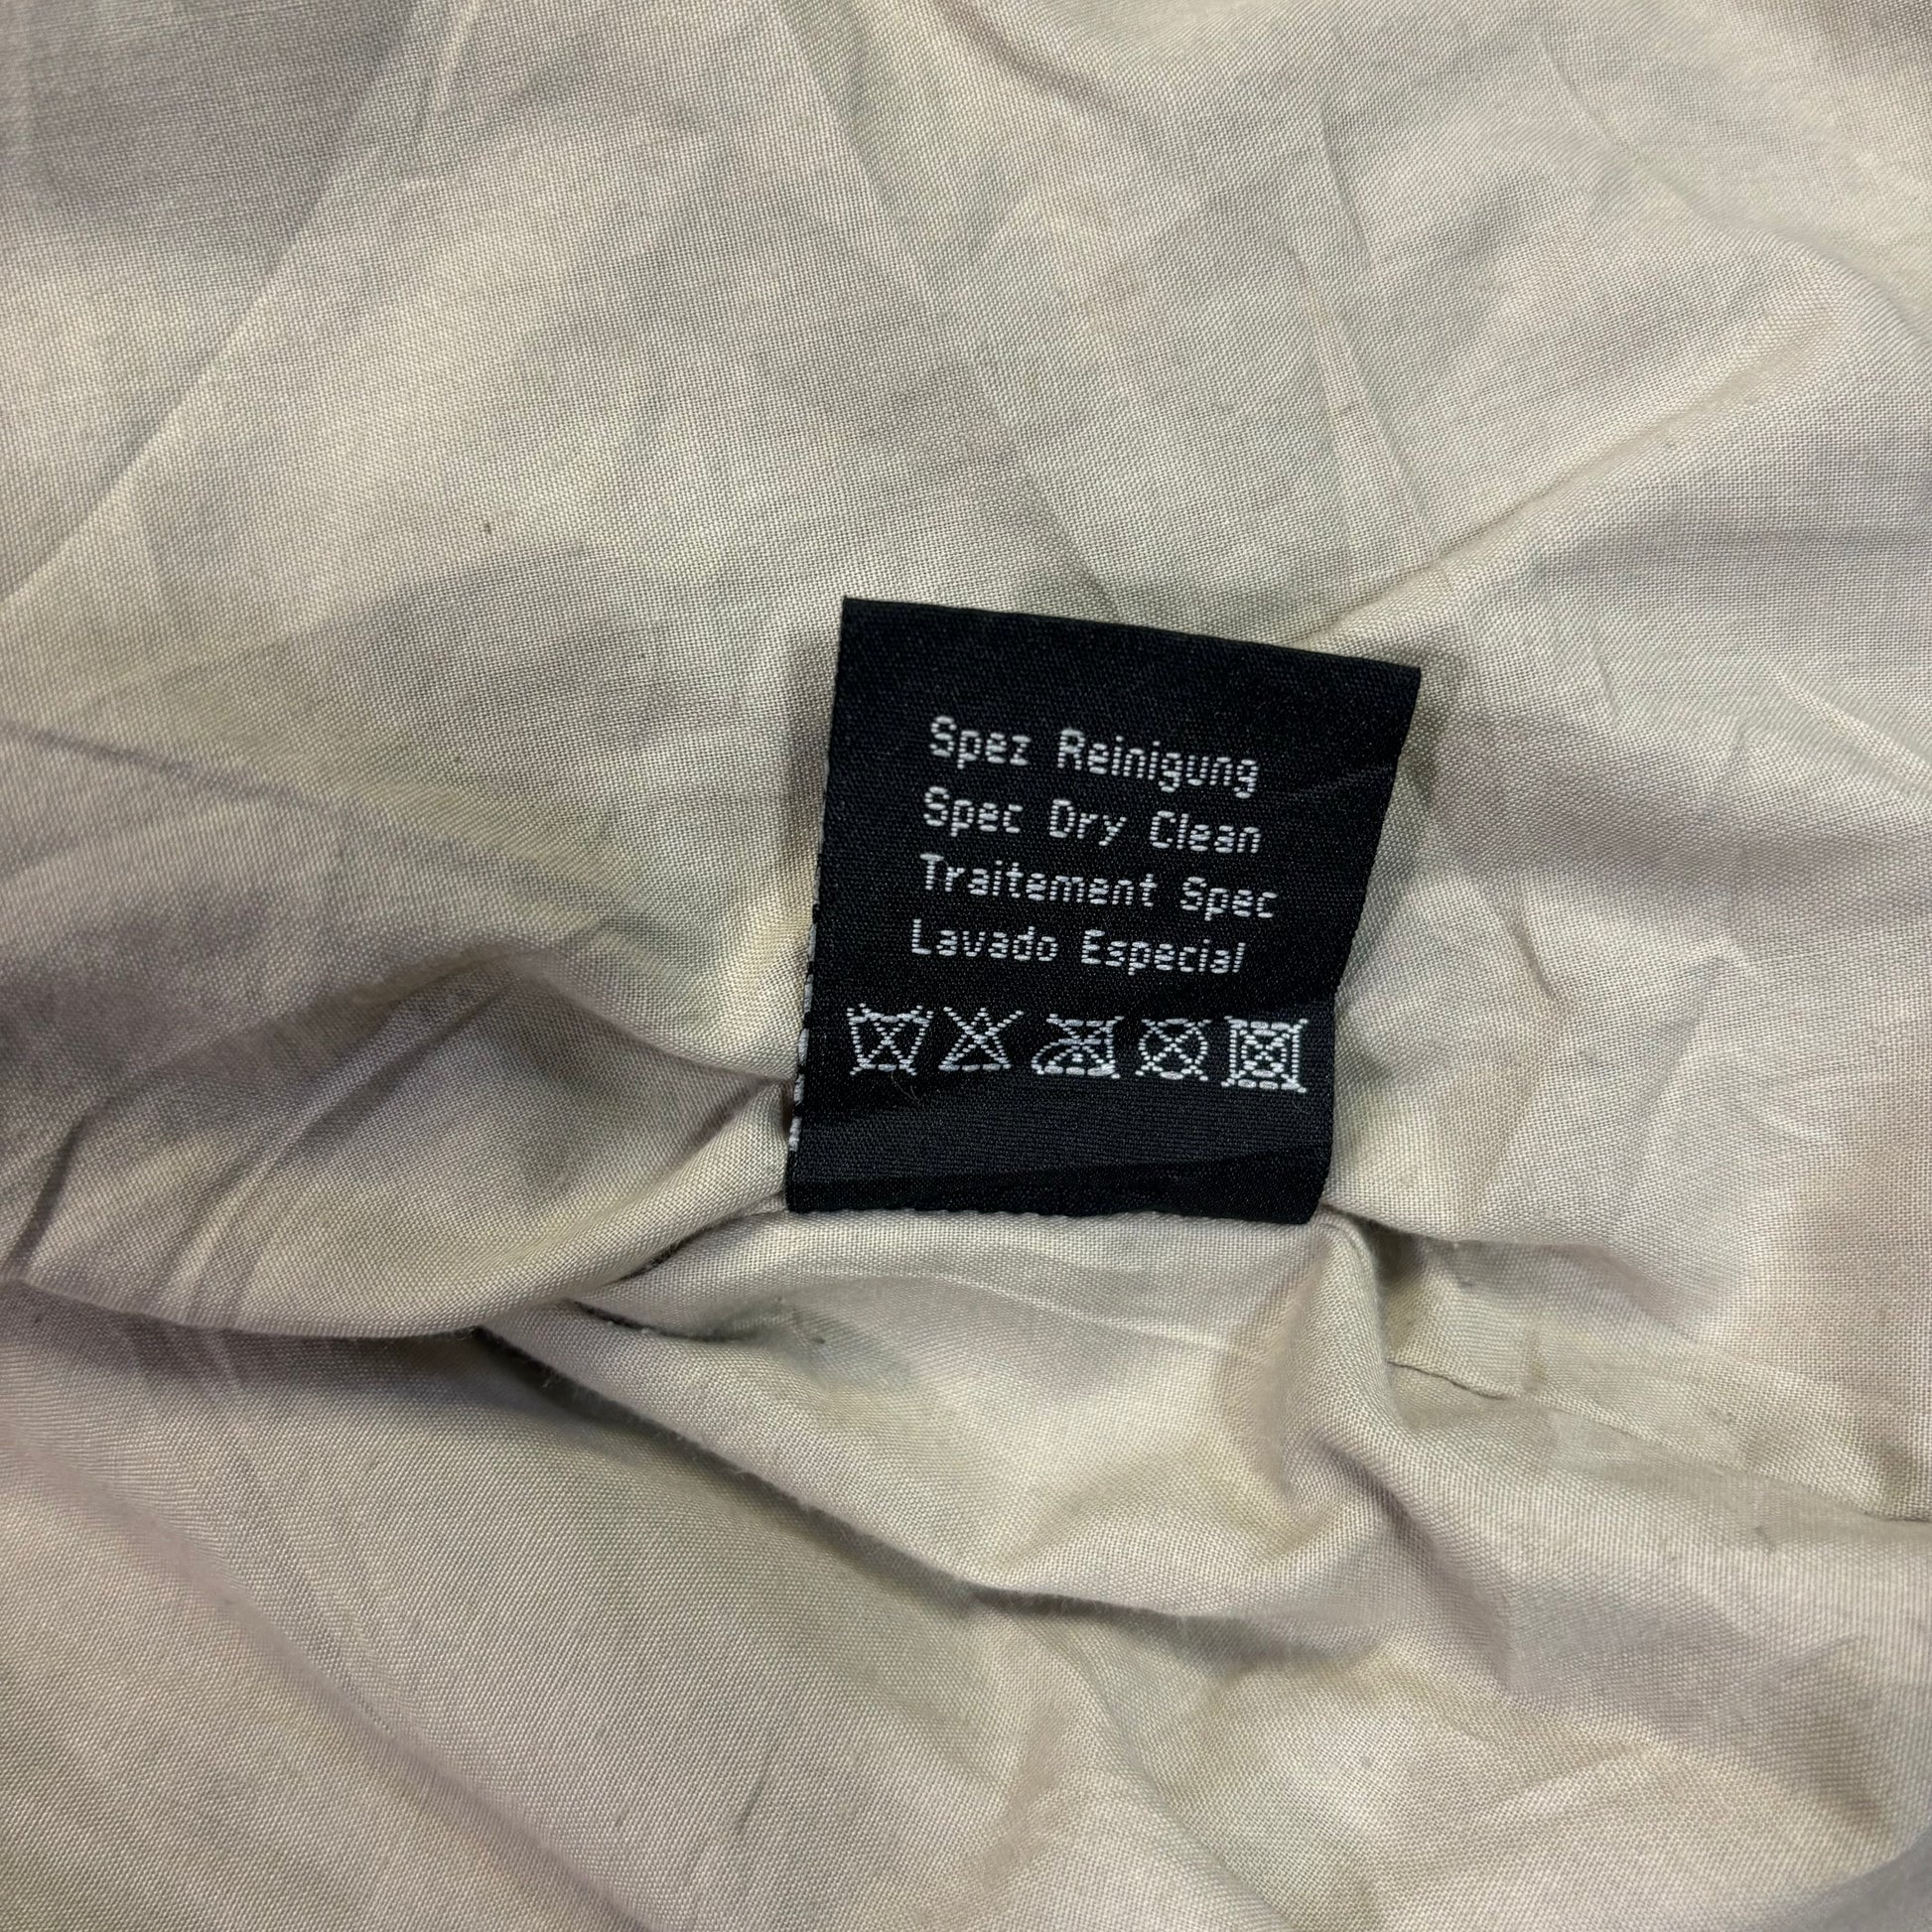 Spez Reinigung
Spec Dry Clean
Traitement Spec
Lavado Especial